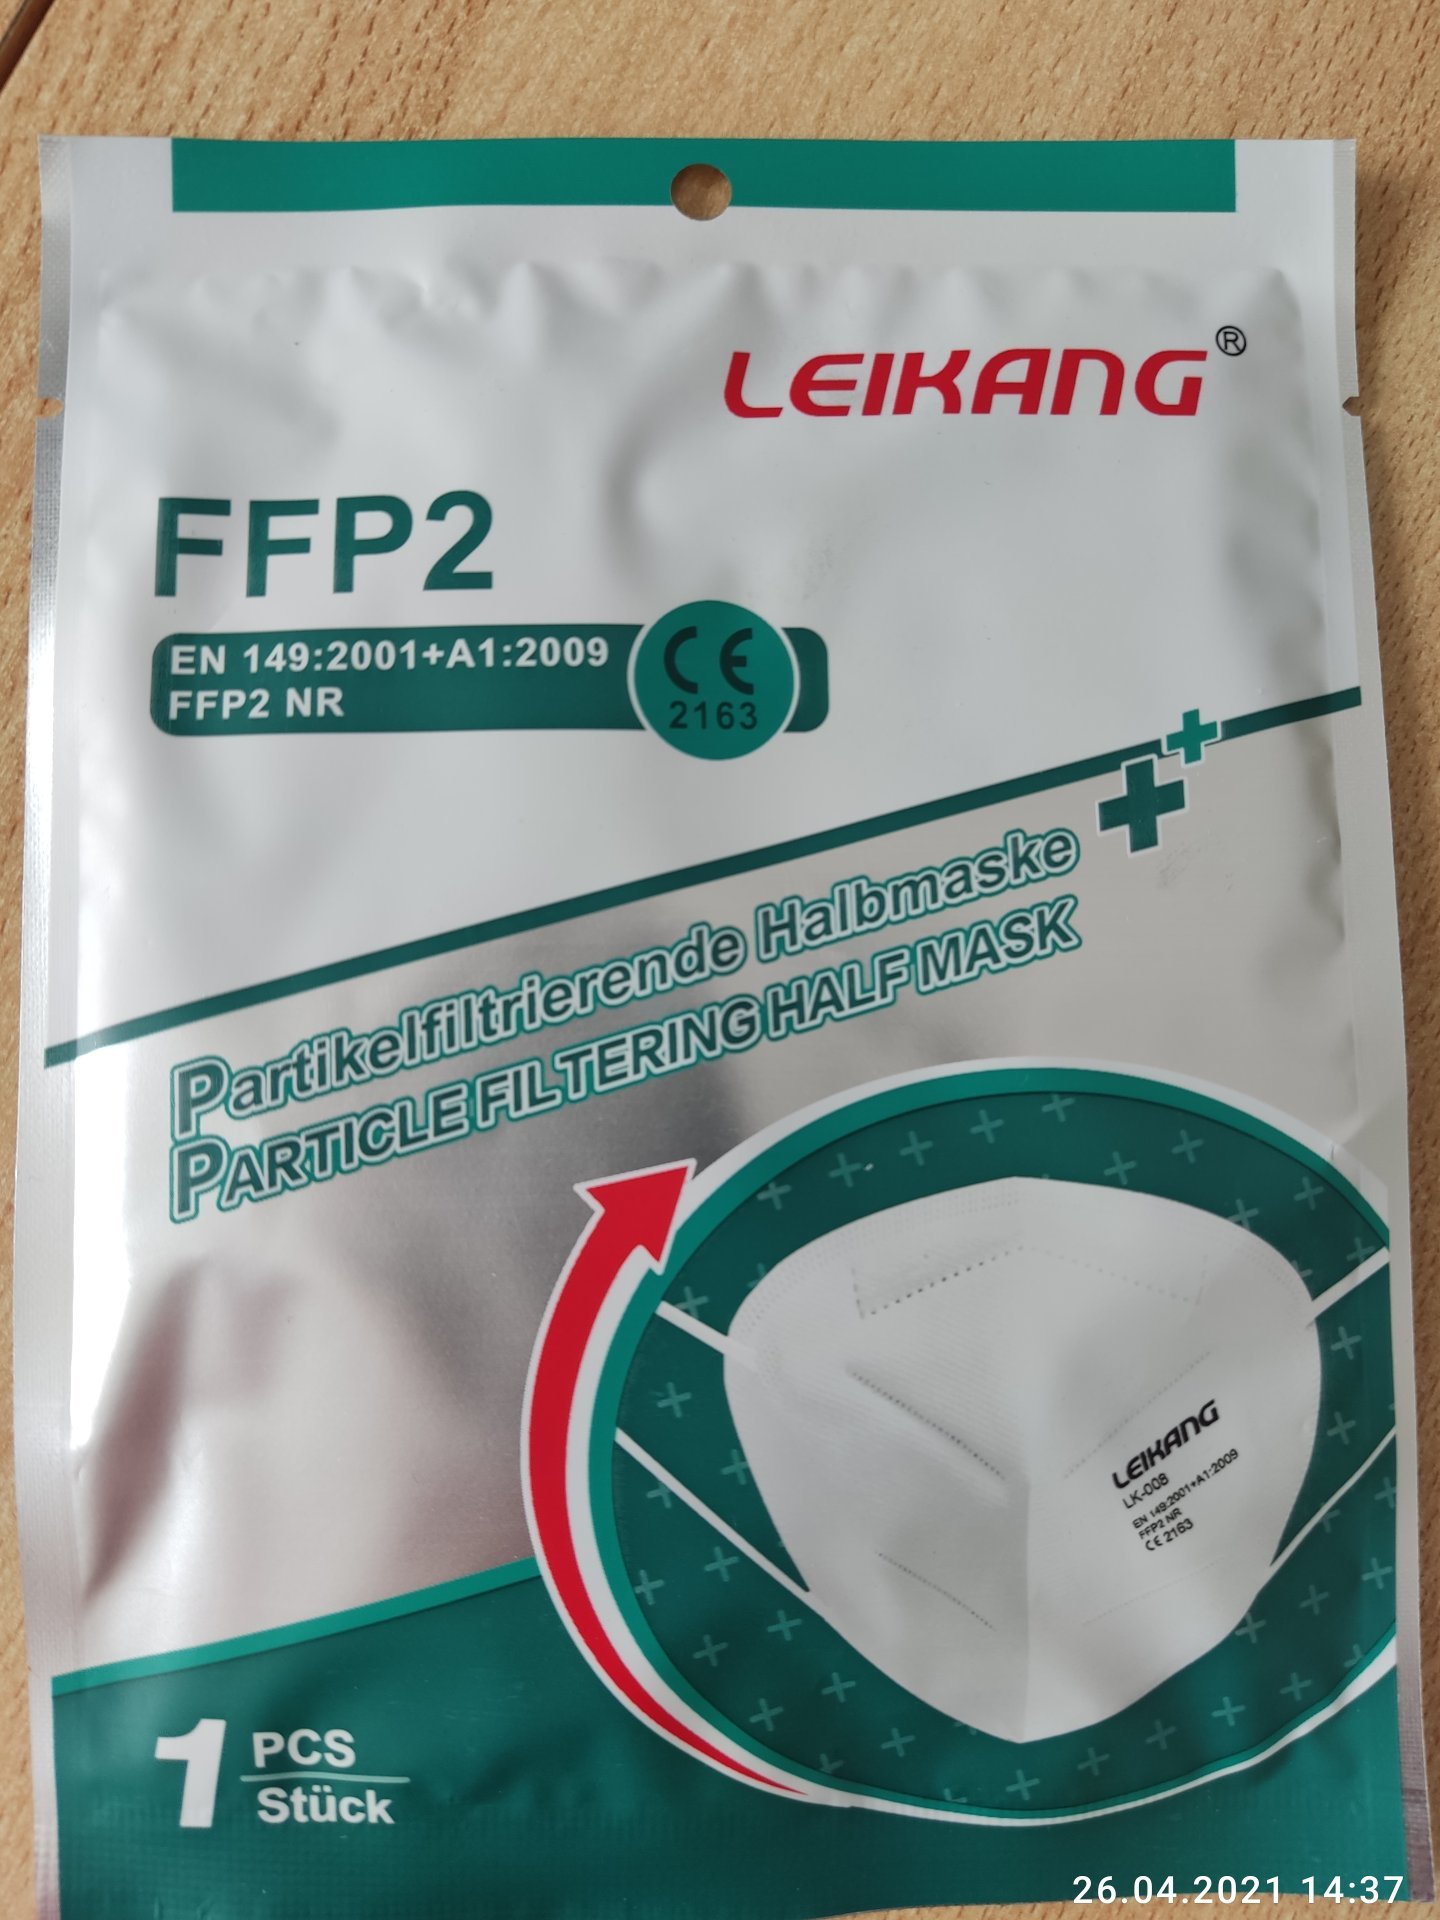 LEIKANG®
FFP2
EN 149:2001+A1:2009
FFP2 NR
CE
2163
Partikelfiltrierende Halbmaske
PARTICLE FILTERING HALF MASK
LEIKANG
LK-008
EN 149:2001+A1:2009
FFP2 NR
CE 2163
1 PCS
Stück
26.04.2021 14:37